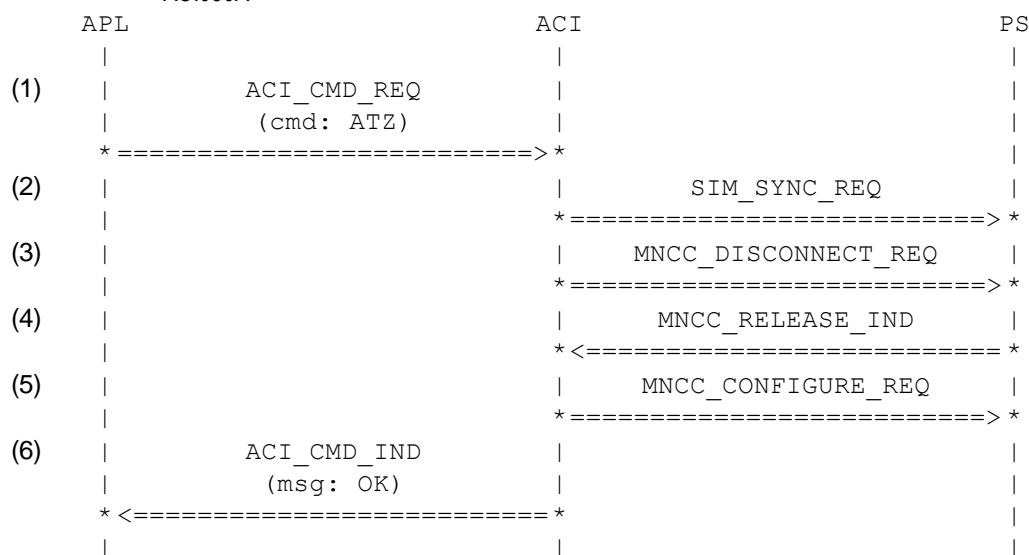 APL ACI PS
| | |
(1) | ACI_CMD_REQ | |
| (cmd: ATZ) | |
*==========================>* |
(2) | | SIM_SYNC_REQ |
| *==========================>*
(3) | | MNCC_DISCONNECT_REQ |
| *==========================>*
(4) | | MNCC_RELEASE_IND |
| *<==========================*
(5) | | MNCC_CONFIGURE_REQ |
| *==========================>*
(6) | ACI_CMD_IND | |
| (msg: OK) | |
*<==========================* |
| | |